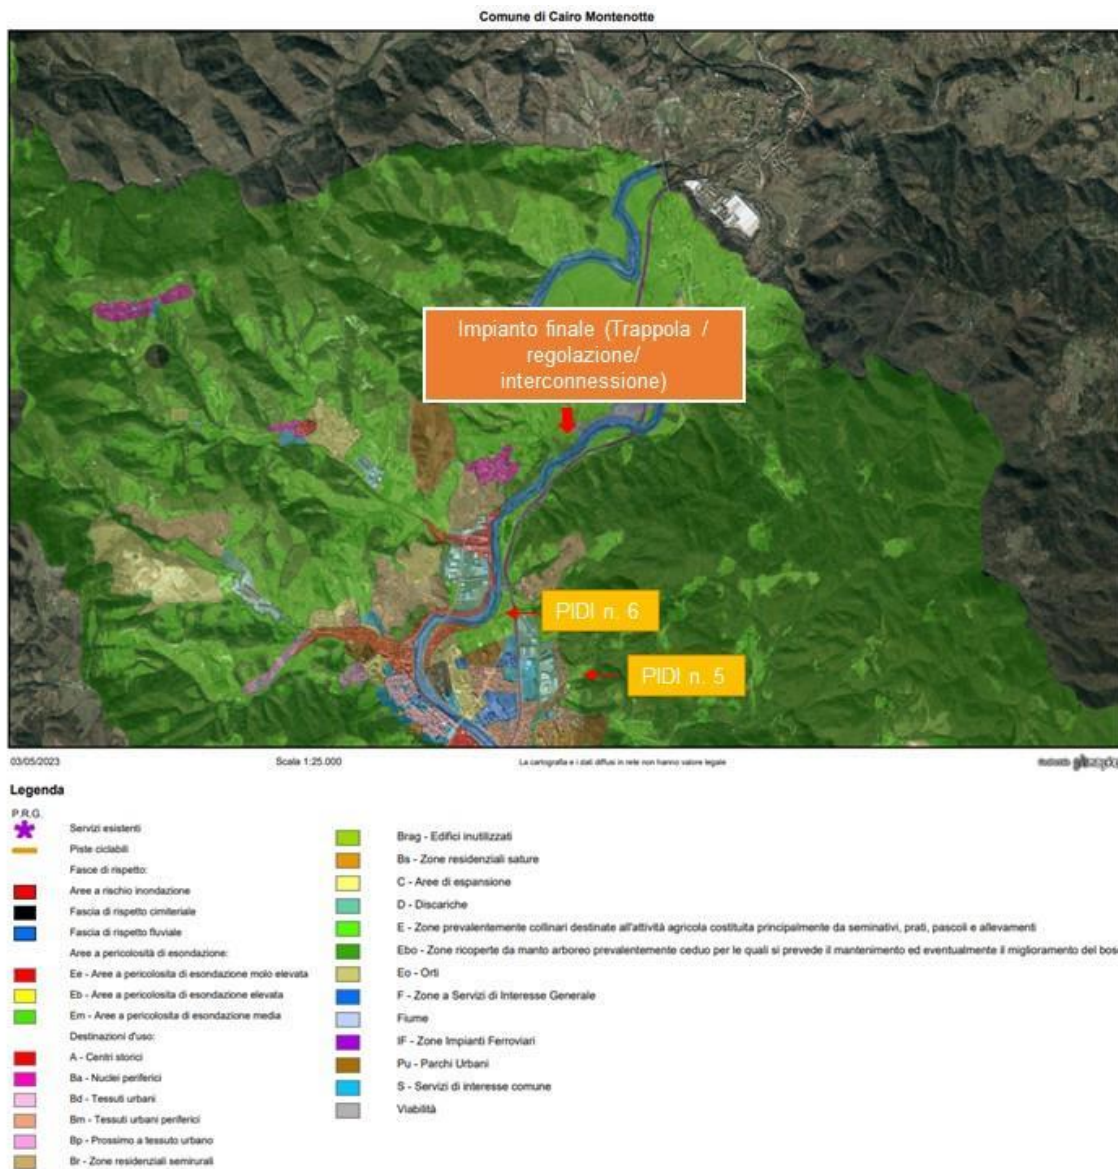 Comune di Cairo Montenotte
Impianto finale (Trappola /
regolazione/
interconnessione)
PIDI n. 6
PIDI n. 5
03/05/2023
Scala 1:25.000
La cartografia e i dati diffusi in rete non hanno valore legale
Legenda
P.R.G.
Servizi esistenti
Piste ciclabili
Fasce di rispetto:
Aree a rischio inondazione
Fascia di rispetto cimiteriale
Fascia di rispetto fluviale
Aree a pericolosita di esondazione:
Ee - Aree a pericolosita di esondazione molo elevata
Eb - Aree a pericolosita di esondazione elevata
Em - Aree a pericolosita di esondazione media
Destinazioni d'uso:
A - Centri storici
Ba - Nuclei periferici
Bd - Tessuti urbani
Bm - Tessuti urbani periferici
Bp - Prossimo a tessuto urbano
Br - Zone residenziali semirurali
Brag - Edifici inutilizzati
Bs - Zone residenziali sature
C - Aree di espansione
D - Discariche
E - Zone prevalentemente collinari destinate all'attività agricola costituita principalmente da seminativi, prati, pascoli e allevamenti
Ebo - Zone ricoperte da manto arboreo prevalentemente ceduo per le quali si prevede il mantenimento ed eventualmente il miglioramento del bos
Eo - Orti
F - Zone a Servizi di Interesse Generale
Fiume
IF - Zone Impianti Ferroviari
Pu - Parchi Urbani
S - Servizi di interesse comune
Viabilità